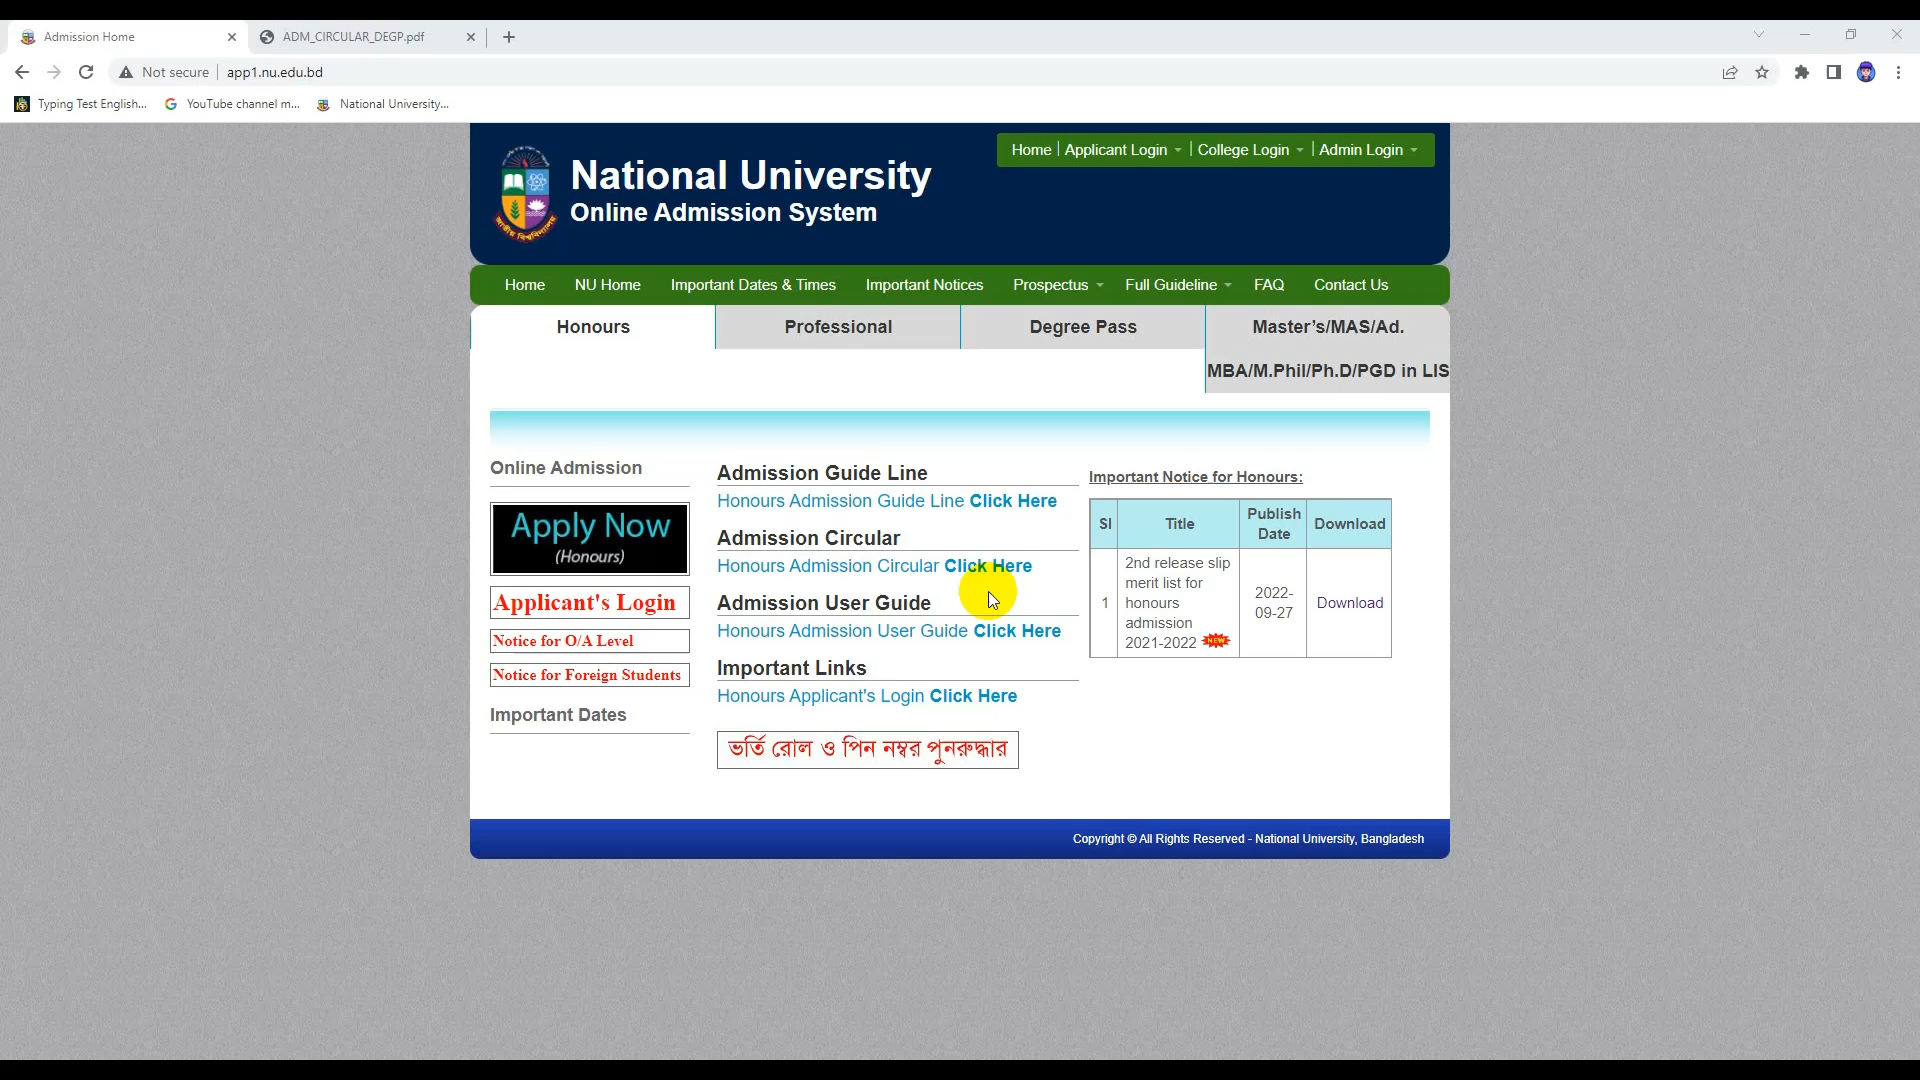 Admission Home
ADM_CIRCULAR_DEGP.pdf
Not secure
app1.nu.edu.bd
Typing Test English...
YouTube channel m...
National University...
Home
Applicant Login
College Login
Admin Login
National University
Online Admission System
Home
NU Home
Important Dates & Times
Important Notices
Prospectus
Full Guideline
FAQ
Contact Us
Honours
Professional
Degree Pass
Master’s/MAS/Ad.
MBA/M.Phil/Ph.D/PGD in LIS
Online Admission
Apply Now
(Honours)
Applicant's Login
Notice for O/A Level
Notice for Foreign Students
Important Dates
Admission Guide Line
Honours Admission Guide Line Click Here
Admission Circular
Honours Admission Circular Click Here
Admission User Guide
Honours Admission User Guide Click Here
Important Links
Honours Applicant's Login Click Here
ভর্তি রোল ও পিন নম্বর পুনরুদ্ধার
Important Notice for Honours:
Sl
Title
Publish
Date
Download
1
2nd release slip
merit list for
honours
admission
2021-2022 NEW
2022-
09-27
Download
Copyright © All Rights Reserved - National University, Bangladesh